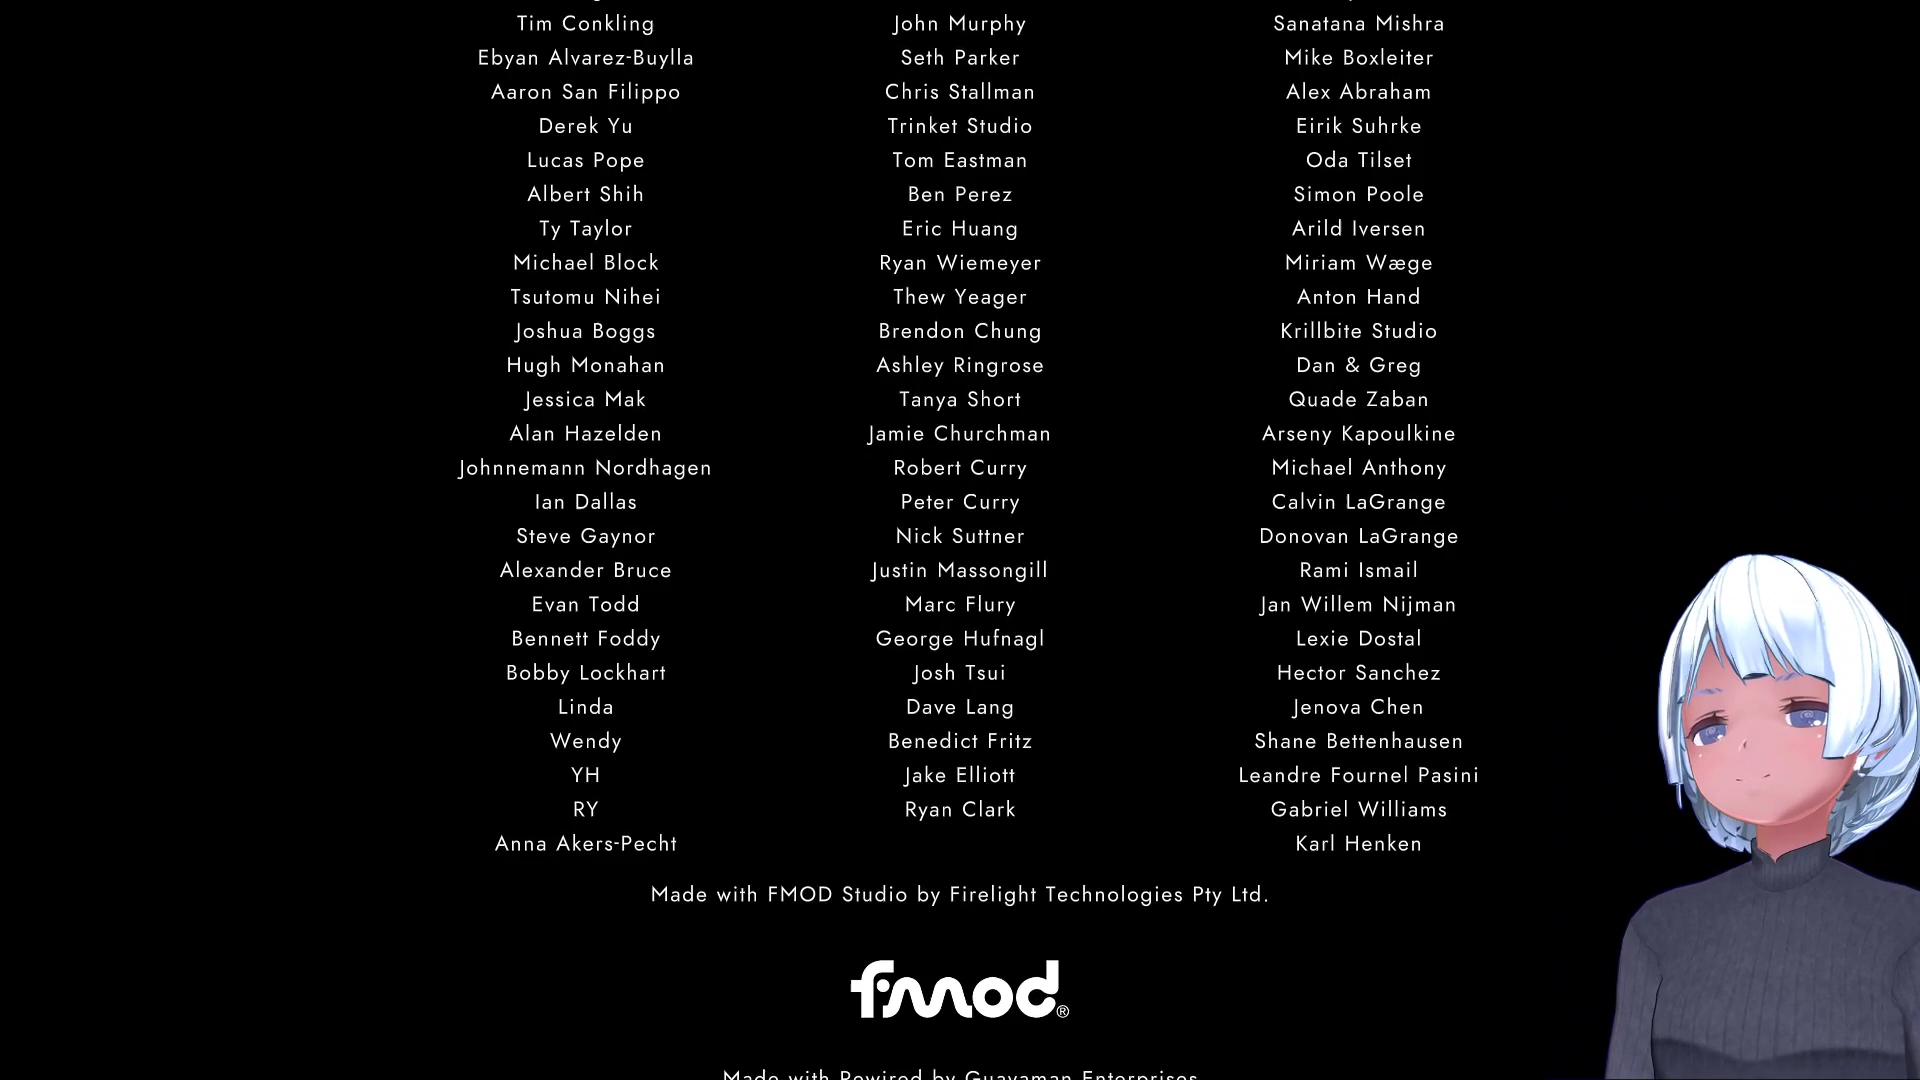 Tim Conkling John Murphy Sanatana Mishra
Ebyan Alvarez-Buylla Seth Parker Mike Boxleiter
Aaron San Filippo Chris Stallman Alex Abraham
Derek Yu Trinket Studio Eirik Suhrke
Lucas Pope Tom Eastman Oda Tilset
Albert Shih Ben Perez Simon Poole
Ty Taylor Eric Huang Arild Iversen
Michael Block Ryan Wiemeyer Miriam Wæge
Tsutomu Nihei Thew Yeager Anton Hand
Joshua Boggs Brendon Chung Krillbite Studio
Hugh Monahan Ashley Ringrose Dan & Greg
Jessica Mak Tanya Short Quade Zaban
Alan Hazelden Jamie Churchman Arseny Kapoulkine
Johnnemann Nordhagen Robert Curry Michael Anthony
Ian Dallas Peter Curry Calvin LaGrange
Steve Gaynor Nick Suttner Donovan LaGrange
Alexander Bruce Justin Massongill Rami Ismail
Evan Todd Marc Flury Jan Willem Nijman
Bennett Foddy George Hufnagl Lexie Dostal
Bobby Lockhart Josh Tsui Hector Sanchez
Linda Dave Lang Jenova Chen
Wendy Benedict Fritz Shane Bettenhausen
YH Jake Elliott Leandre Fournel Pasini
RY Ryan Clark Gabriel Williams
Anna Akers-Pecht Karl Henken
Made with FMOD Studio by Firelight Technologies Pty Ltd.
fmod®
Made with Powered by Guavaman Enterprises